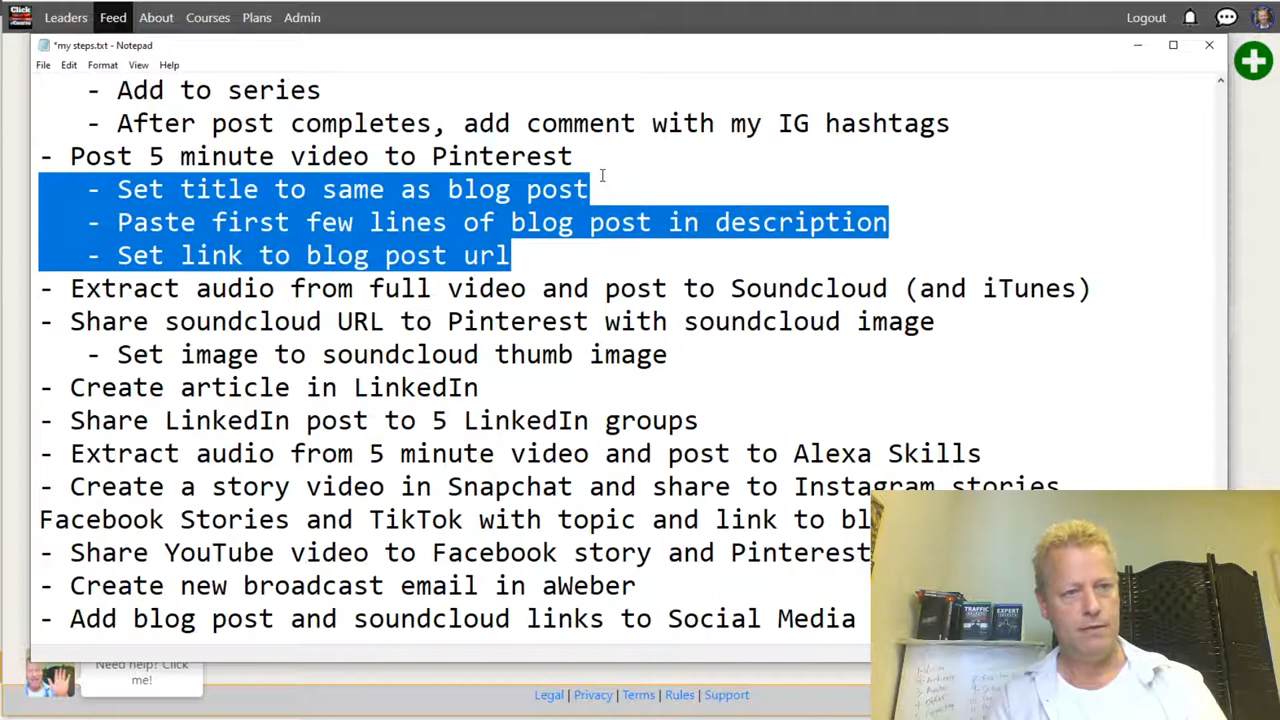 Click
Leaders Feed About Courses Plans Admin Logout
*my steps.txt - Notepad
File Edit Format View Help
- Add to series
- After post completes, add comment with my IG hashtags
- Post 5 minute video to Pinterest
- Set title to same as blog post
- Paste first few lines of blog post in description
- Set link to blog post url
- Extract audio from full video and post to Soundcloud (and iTunes)
- Share soundcloud URL to Pinterest with soundcloud image
- Set image to soundcloud thumb image
- Create article in LinkedIn
- Share LinkedIn post to 5 LinkedIn groups
- Extract audio from 5 minute video and post to Alexa Skills
- Create a story video in Snapchat and share to Instagram stories
Facebook Stories and TikTok with topic and link to bl
- Share YouTube video to Facebook story and Pinterest
- Create new broadcast email in aWeber
- Add blog post and soundcloud links to Social Media
TRAFFIC
EXPERT
Need help? Click
me!
Legal | Privacy | Terms | Rules | Support